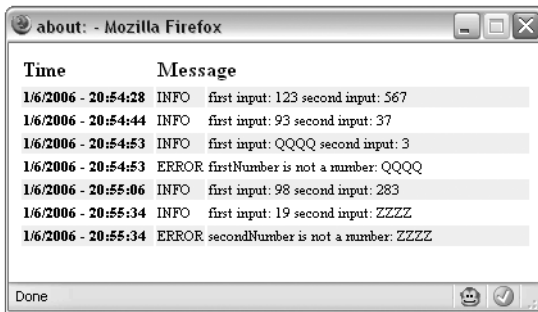 about: - Mozilla Firefox
Time Message
1/6/2006 - 20:54:28 INFO first input: 123 second input: 567
1/6/2006 - 20:54:44 INFO first input: 93 second input: 37
1/6/2006 - 20:54:53 INFO first input: QQQQ second input: 3
1/6/2006 - 20:54:53 ERROR firstNumber is not a number: QQQQ
1/6/2006 - 20:55:06 INFO first input: 98 second input: 283
1/6/2006 - 20:55:34 INFO first input: 19 second input: ZZZZ
1/6/2006 - 20:55:34 ERROR secondNumber is not a number: ZZZZ
Done